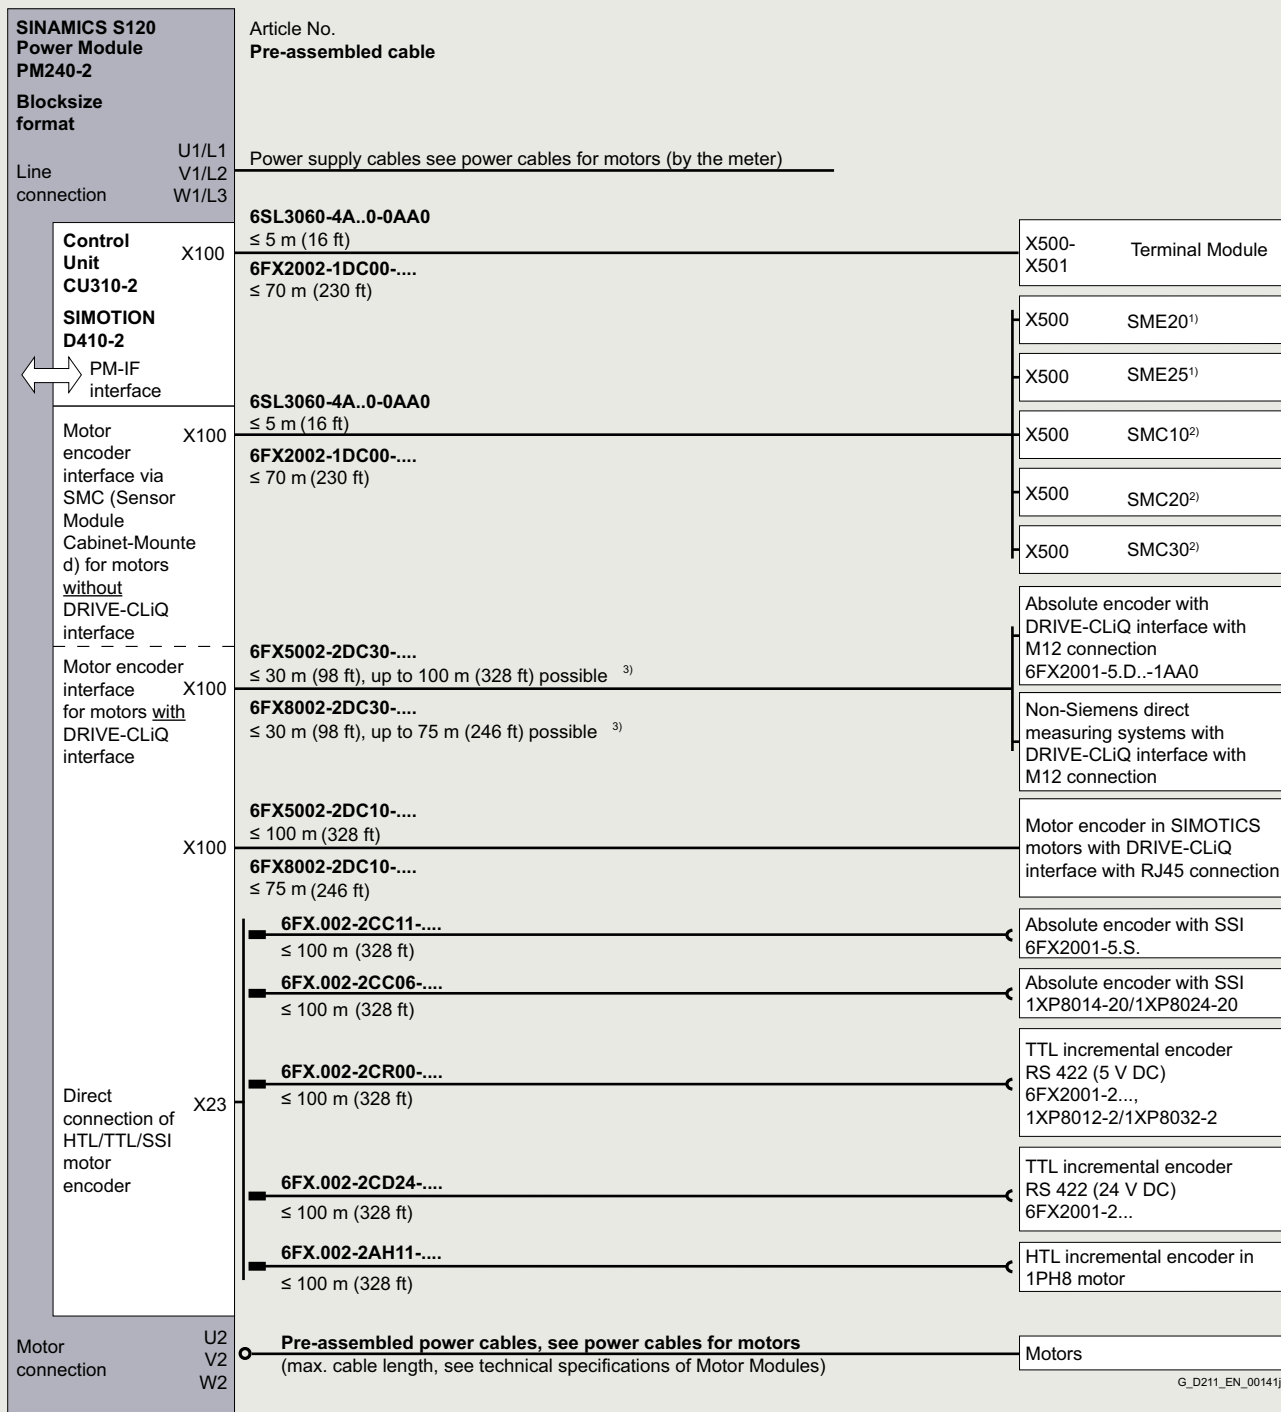 SINAMICS S120
Power Module
PM240-2
Blocksize
format
Article No.
Pre-assembled cable
Line
connection
U1/L1
V1/L2
W1/L3
Power supply cables see power cables for motors (by the meter)
Control
Unit
CU310-2
SIMOTION
D410-2
PM-IF
interface
X100
6SL3060-4A..0-0AA0
≤ 5 m (16 ft)
6FX2002-1DC00-....
≤ 70 m (230 ft)
X500-
X501
Terminal Module
X500 SME20¹⁾
X500 SME25¹⁾
X500 SMC10²⁾
X500 SMC20²⁾
X500 SMC30²⁾
Motor
encoder
interface via
SMC (Sensor
Module
Cabinet-Mounte
d) for motors
without
DRIVE-CLiQ
interface
X100
6SL3060-4A..0-0AA0
≤ 5 m (16 ft)
6FX2002-1DC00-....
≤ 70 m (230 ft)
Motor encoder
interface
for motors with
DRIVE-CLiQ
interface
X100
6FX5002-2DC30-....
≤ 30 m (98 ft), up to 100 m (328 ft) possible ³⁾
6FX8002-2DC30-....
≤ 30 m (98 ft), up to 75 m (246 ft) possible ³⁾
Absolute encoder with
DRIVE-CLiQ interface with
M12 connection
6FX2001-5.D..-1AA0
Non-Siemens direct
measuring systems with
DRIVE-CLiQ interface with
M12 connection
X100
6FX5002-2DC10-....
≤ 100 m (328 ft)
6FX8002-2DC10-....
≤ 75 m (246 ft)
Motor encoder in SIMOTICS
motors with DRIVE-CLiQ
interface with RJ45 connection
Direct
connection of
HTL/TTL/SSI
motor
encoder
X23
6FX.002-2CC11-....
≤ 100 m (328 ft)
Absolute encoder with SSI
6FX2001-5.S.
6FX.002-2CC06-....
≤ 100 m (328 ft)
Absolute encoder with SSI
1XP8014-20/1XP8024-20
6FX.002-2CR00-....
≤ 100 m (328 ft)
TTL incremental encoder
RS 422 (5 V DC)
6FX2001-2...,
1XP8012-2/1XP8032-2
6FX.002-2CD24-....
≤ 100 m (328 ft)
TTL incremental encoder
RS 422 (24 V DC)
6FX2001-2...
6FX.002-2AH11-....
≤ 100 m (328 ft)
HTL incremental encoder in
1PH8 motor
Motor
connection
U2
V2
W2
Pre-assembled power cables, see power cables for motors
(max. cable length, see technical specifications of Motor Modules)
Motors
G_D211_EN_00141j